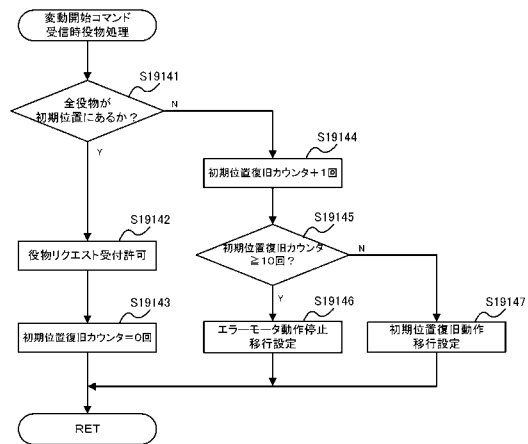 変動開始コマンド
受信時役物処理
S19141
全役物が
初期位置にあるか？
N
Y
S19144
初期位置復旧カウンタ＋1回
S19142
役物リクエスト受付許可
S19145
初期位置復旧カウンタ
≧10回？
N
Y
S19143
初期位置復旧カウンタ＝0回
S19146
エラーモータ動作停止
移行設定
S19147
初期位置復旧動作
移行設定
RET